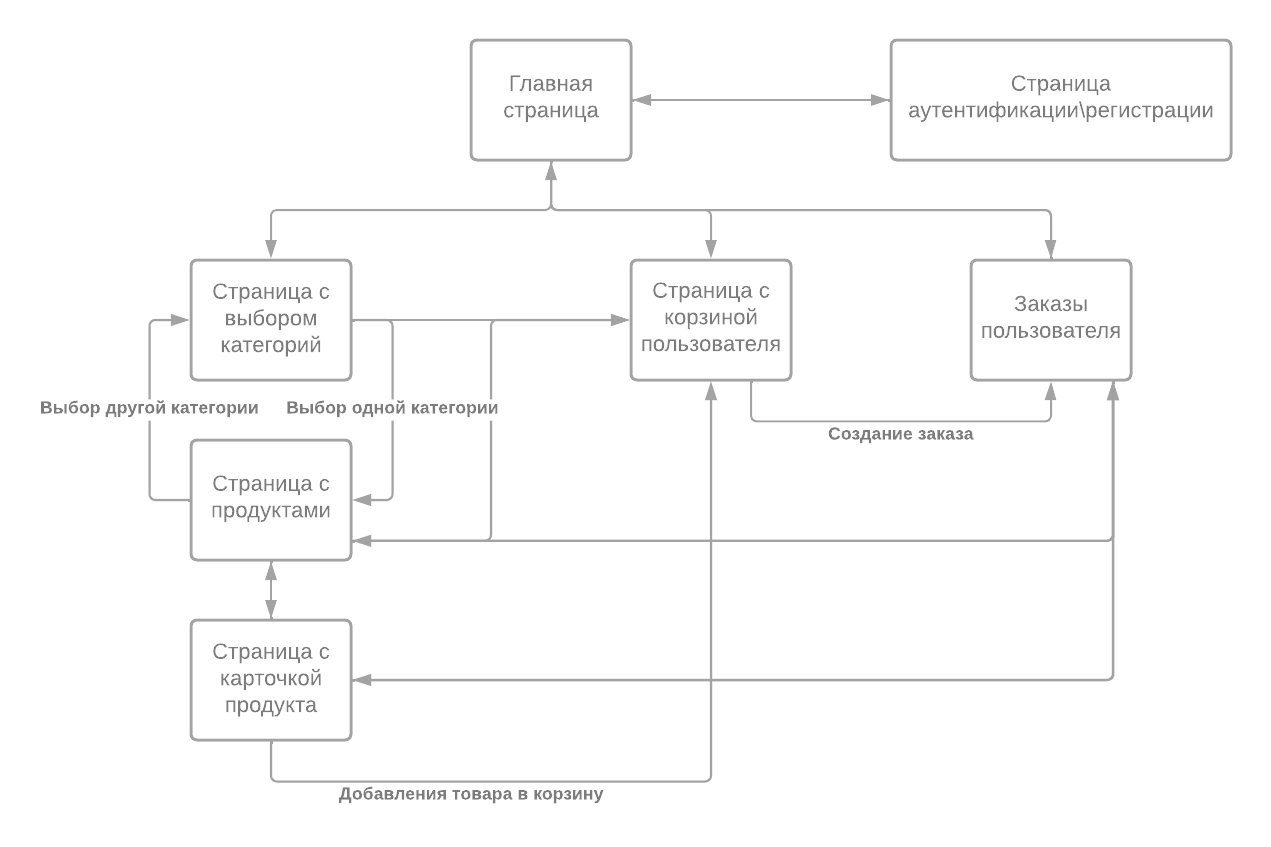 Главная
страница
Страница
аутентификации\регистрации
Страница с
выбором
категорий
Страница с
корзиной
пользователя
Заказы
пользователя
Выбор другой категории
Выбор одной категории
Создание заказа
Страница с
продуктами
Страница с
карточкой
продукта
Добавления товара в корзину